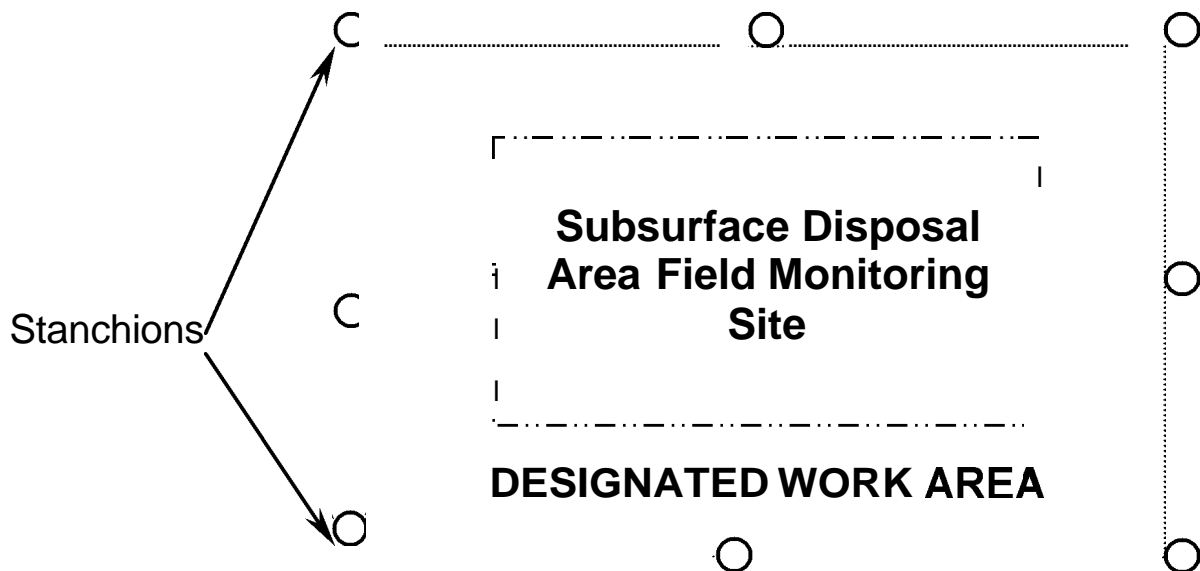 Subsurface Disposal
Area Field Monitoring
Site
Stanchions
DESIGNATED WORK AREA